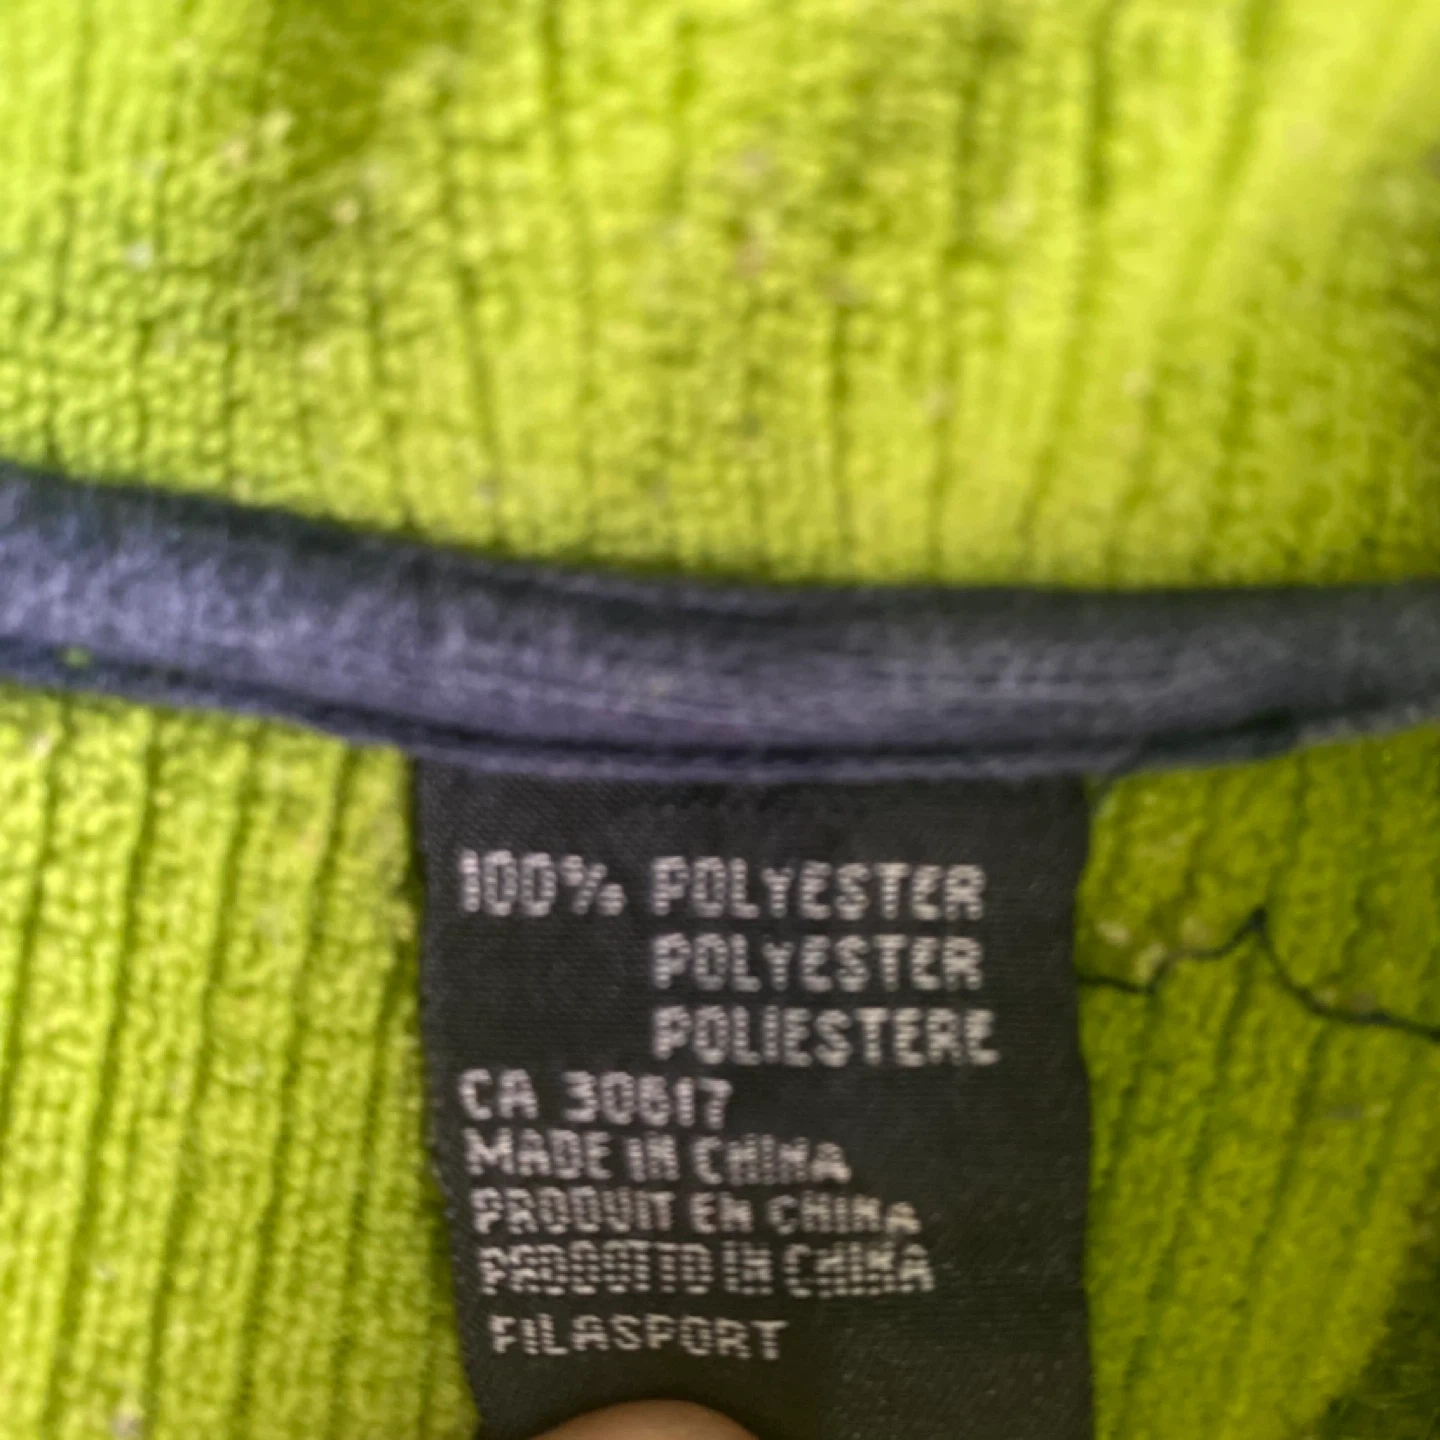 100% POLYESTER
POLYESTER
POLIESTERE
CA 30617
MADE IN CHINA
PRODUIT EN CHINA
PRODOTTO IN CHINA
FILASPORT